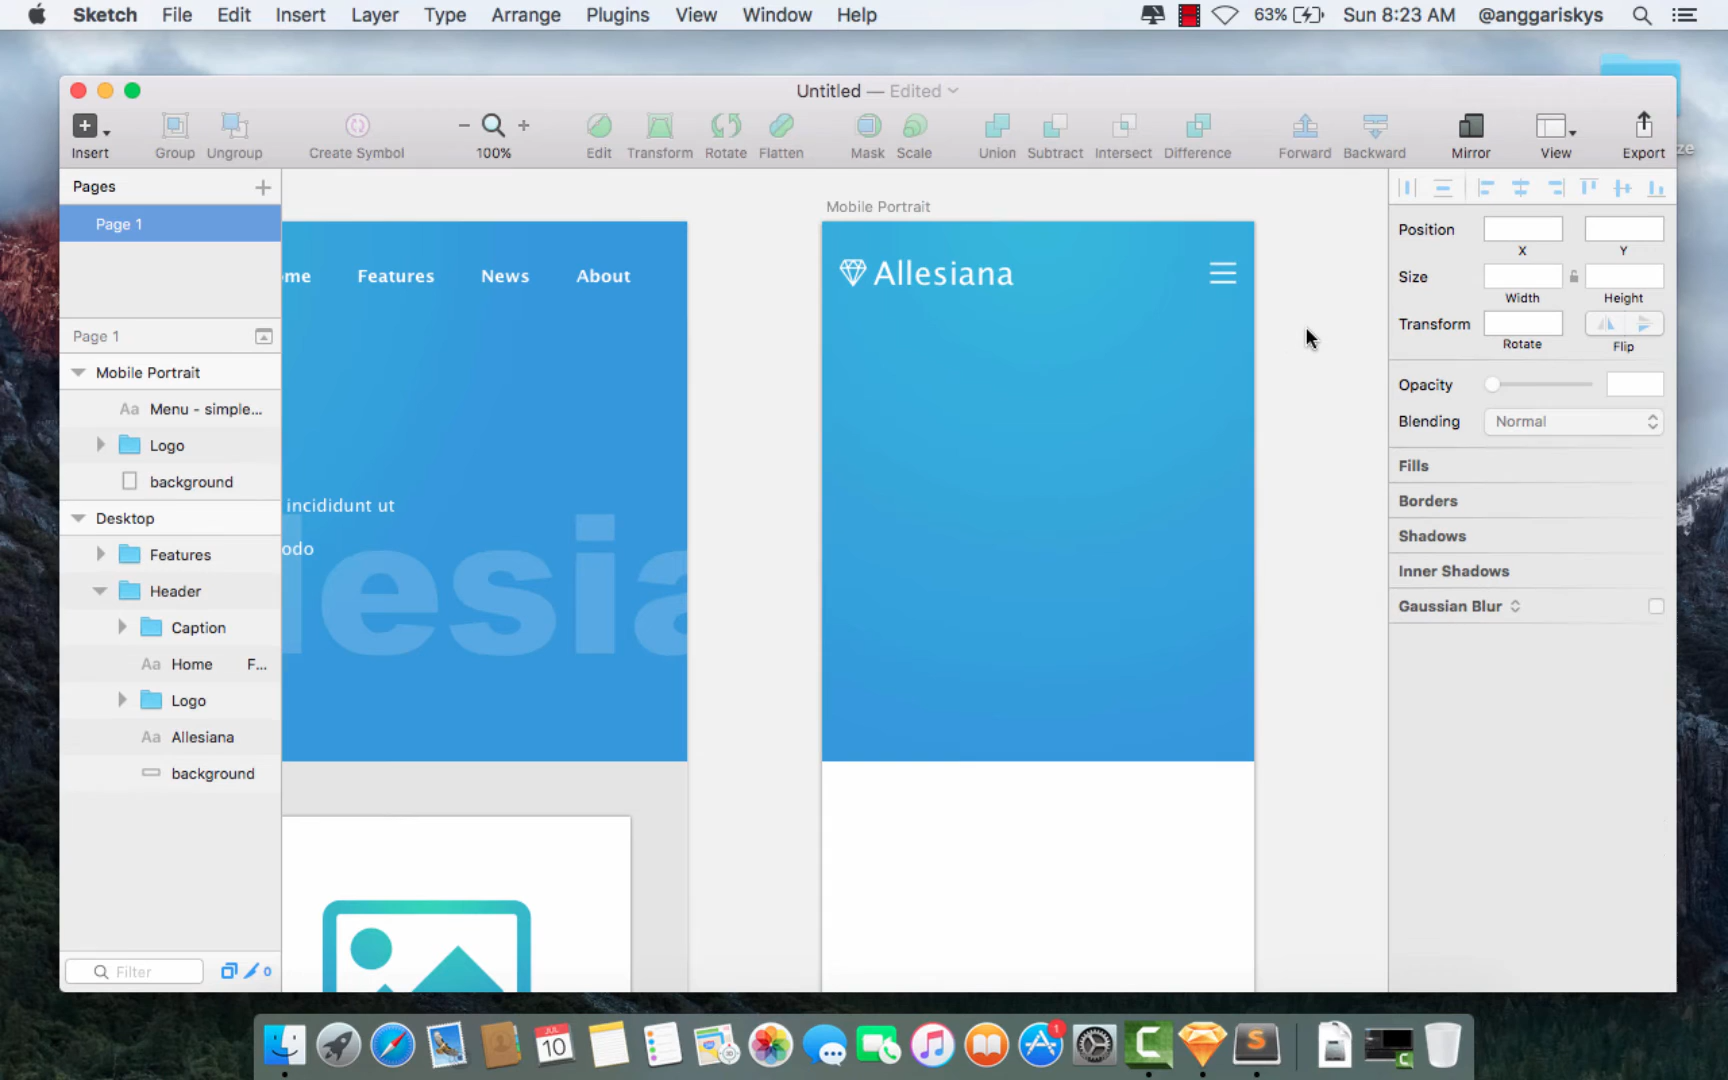 Sketch File Edit Insert Layer Type Arrange Plugins View Window Help 63% Sun 8:23 AM @anggariskys
Untitled — Edited
Insert Group Ungroup Create Symbol 100% Edit Transform Rotate Flatten Mask Scale Union Subtract Intersect Difference Forward Backward Mirror View Export
ze
Pages
Page 1
Page 1
Mobile Portrait
Menu - simple...
Logo
background
Desktop
Features
Header
Caption
Home F...
Logo
Allesiana
background
Filter 0
me Features News About
incididunt ut
odo
lesia
Mobile Portrait
Allesiana
Position
X Y
Size
Width Height
Transform
Rotate Flip
Opacity
Blending Normal
Fills
Borders
Shadows
Inner Shadows
Gaussian Blur
JUL
10
1
S
C